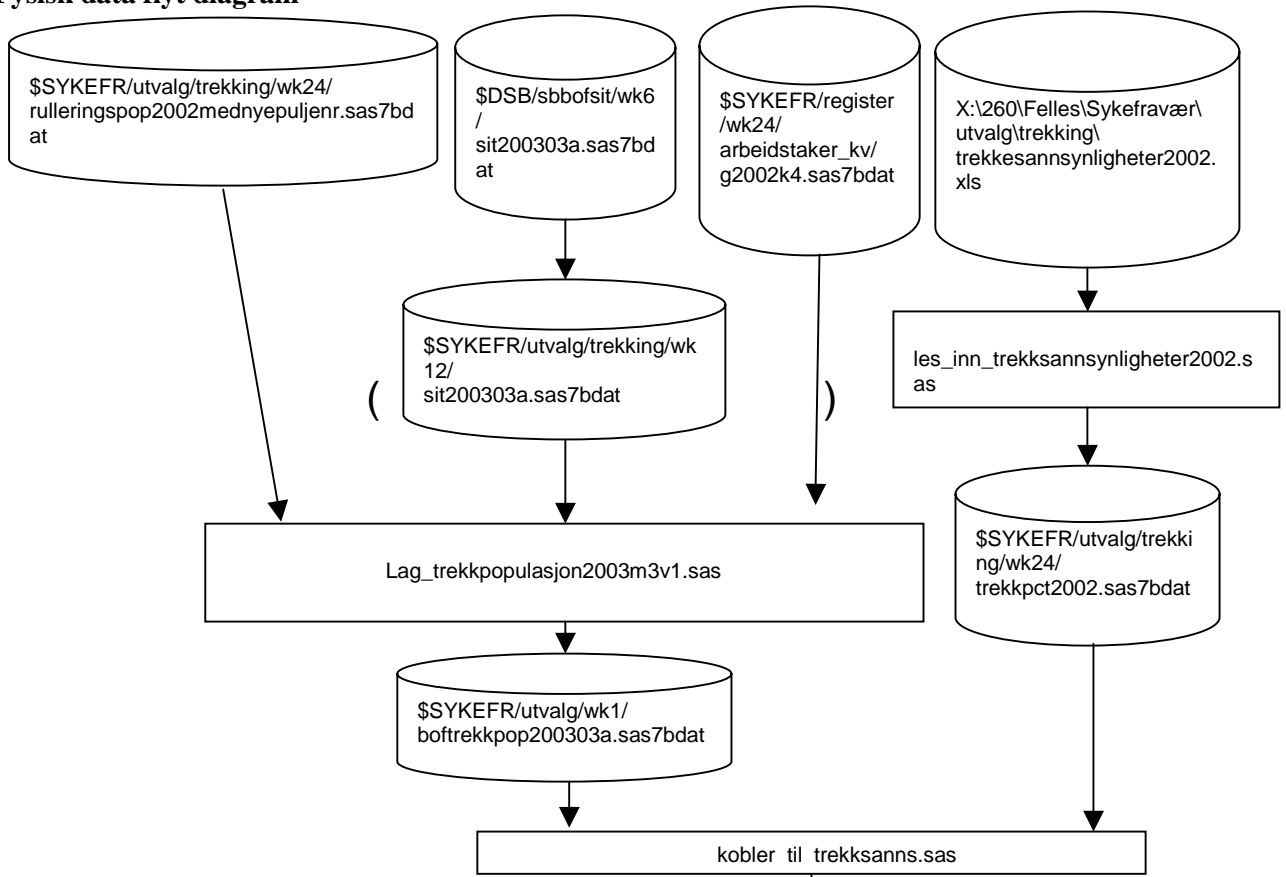 Fysisk data flyt diagram
$SYKEFR/utvalg/trekking/wk24/
rulleringspop2002mednyepuljenr.sas7bd
at
$DSB/sbbofsit/wk6
/
sit200303a.sas7bd
at
$SYKEFR/register
/wk24/
arbeidstaker_kv/
g2002k4.sas7bdat
X:\260\Felles\Sykefravær\
utvalg\trekking\
trekkesannsynligheter2002.
xls
$SYKEFR/utvalg/trekking/wk
12/
sit200303a.sas7bdat
(
)
les_inn_trekksannsynligheter2002.s
as
$SYKEFR/utvalg/trekki
ng/wk24/
trekkpct2002.sas7bdat
Lag_trekkpopulasjon2003m3v1.sas
$SYKEFR/utvalg/wk1/
boftrekkpop200303a.sas7bdat
kobler til trekksanns.sas